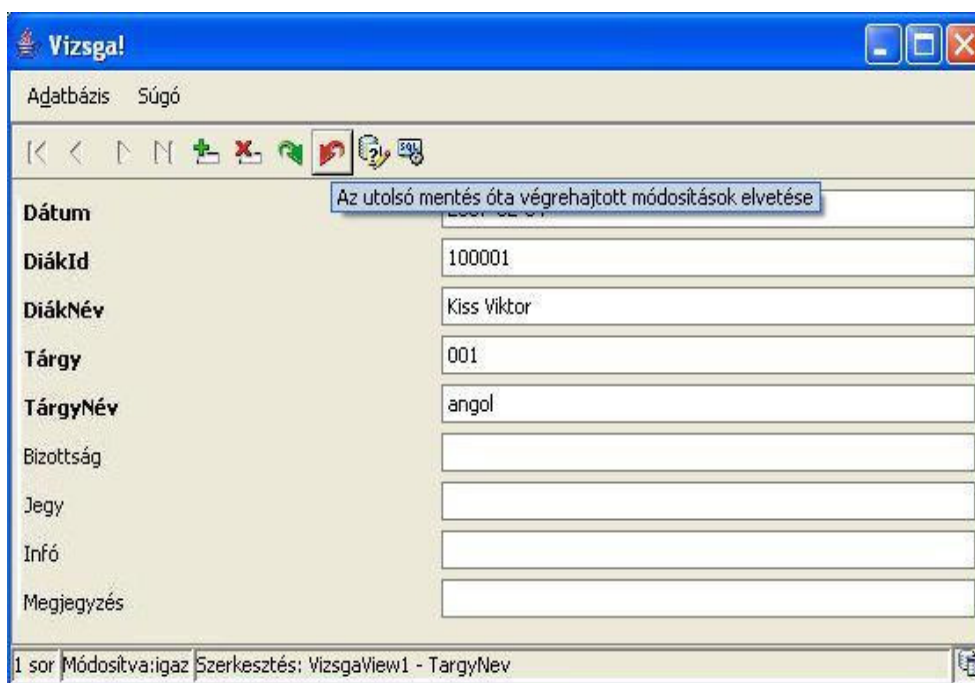 Vizsga!
Adatbázis Súgó
SQL
Az utolsó mentés óta végrehajtott módosítások elvetése
Dátum
DiákId 100001
DiákNév Kiss Viktor
Tárgy 001
TárgyNév angol
Bizottság
Jegy
Infó
Megjegyzés
1 sor Módosítva:igaz Szerkesztés: VizsgaView1 - TargyNev